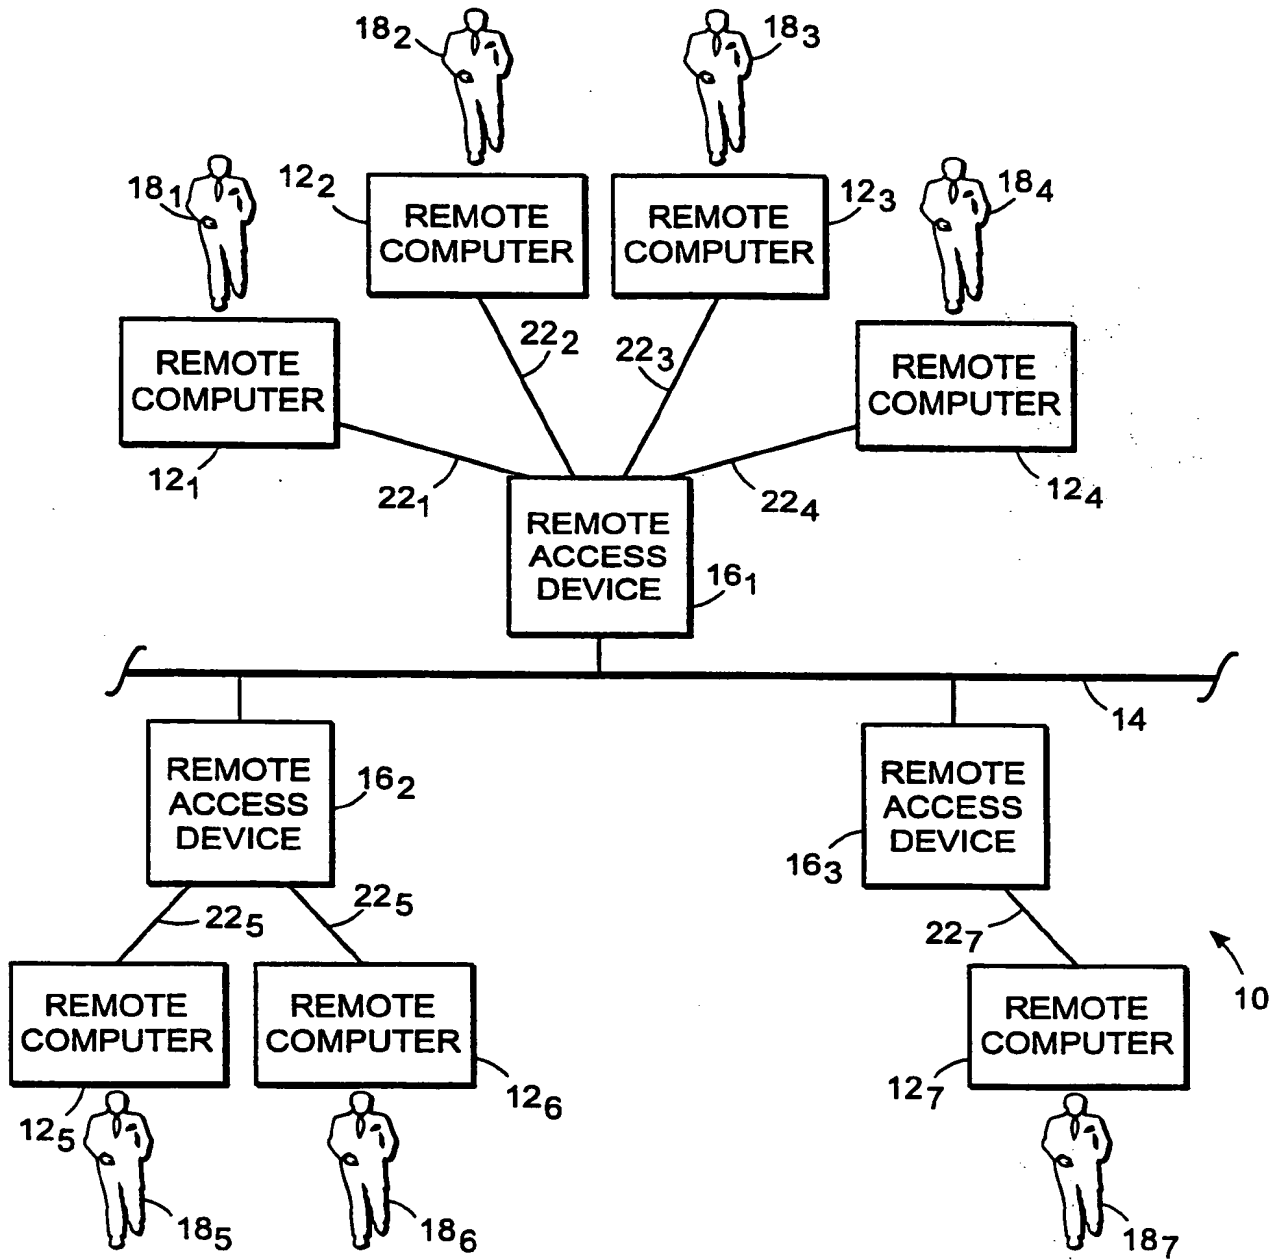 18₂
18₃
18₁
12₂
REMOTE
COMPUTER
REMOTE
COMPUTER
12₃
18₄
REMOTE
COMPUTER
22₂
22₃
REMOTE
COMPUTER
12₁
22₁
22₄
12₄
REMOTE
ACCESS
DEVICE
16₁
14
REMOTE
ACCESS
DEVICE
16₂
REMOTE
ACCESS
DEVICE
16₃
22₅
22₅
22₇
10
REMOTE
COMPUTER
REMOTE
COMPUTER
REMOTE
COMPUTER
12₅
12₆
12₇
18₅
18₆
18₇